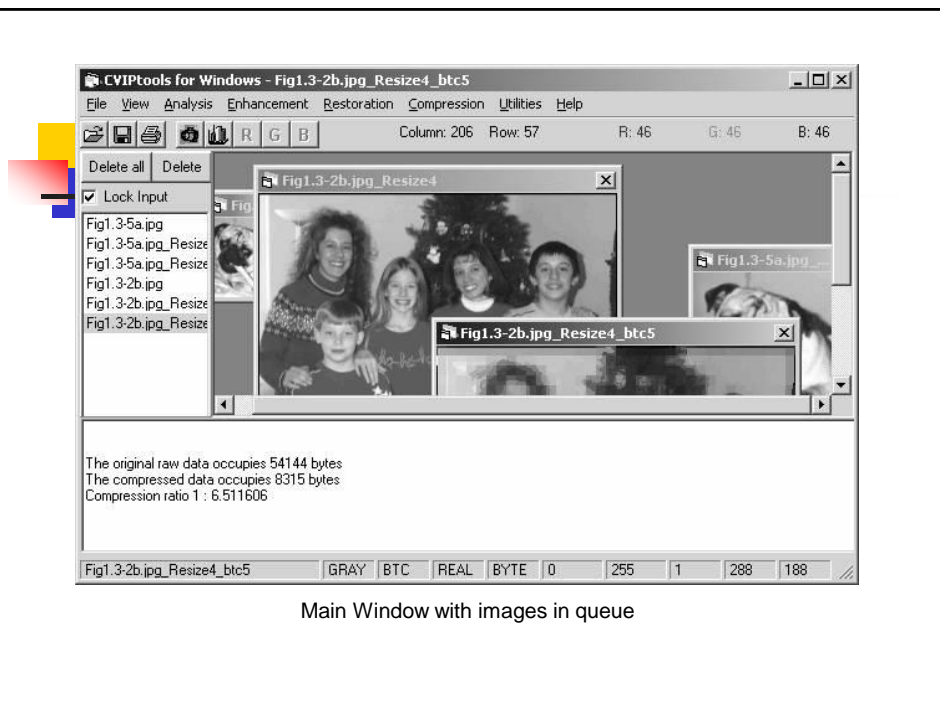 CVIPtools for Windows - Fig1.3-2b.jpg_Resize4_btc5
File View Analysis Enhancement Restoration Compression Utilities Help
R G B Column: 206 Row: 57 R: 46 G: 46 B: 46
Delete all Delete
Lock Input
Fig1.3-5a.jpg
Fig1.3-5a.jpg_Resize
Fig1.3-5a.jpg_Resize
Fig1.3-2b.jpg
Fig1.3-2b.jpg_Resize
Fig1.3-2b.jpg_Resize
Fig
Fig1.3-2b.jpg_Resize4
Fig1.3-5a.jpg_...
Fig1.3-2b.jpg_Resize4_btc5
The original raw data occupies 54144 bytes
The compressed data occupies 8315 bytes
Compression ratio 1 : 6.511606
Fig1.3-2b.jpg_Resize4_btc5 GRAY BTC REAL BYTE 0 255 1 288 188
Main Window with images in queue